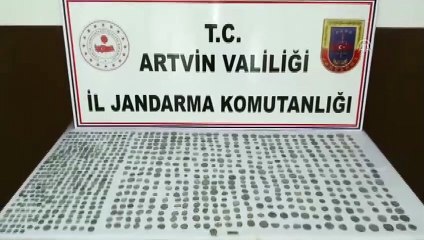 T.C.
ARTVİN VALİLİĞİ
İL JANDARMA KOMUTANLIĞI